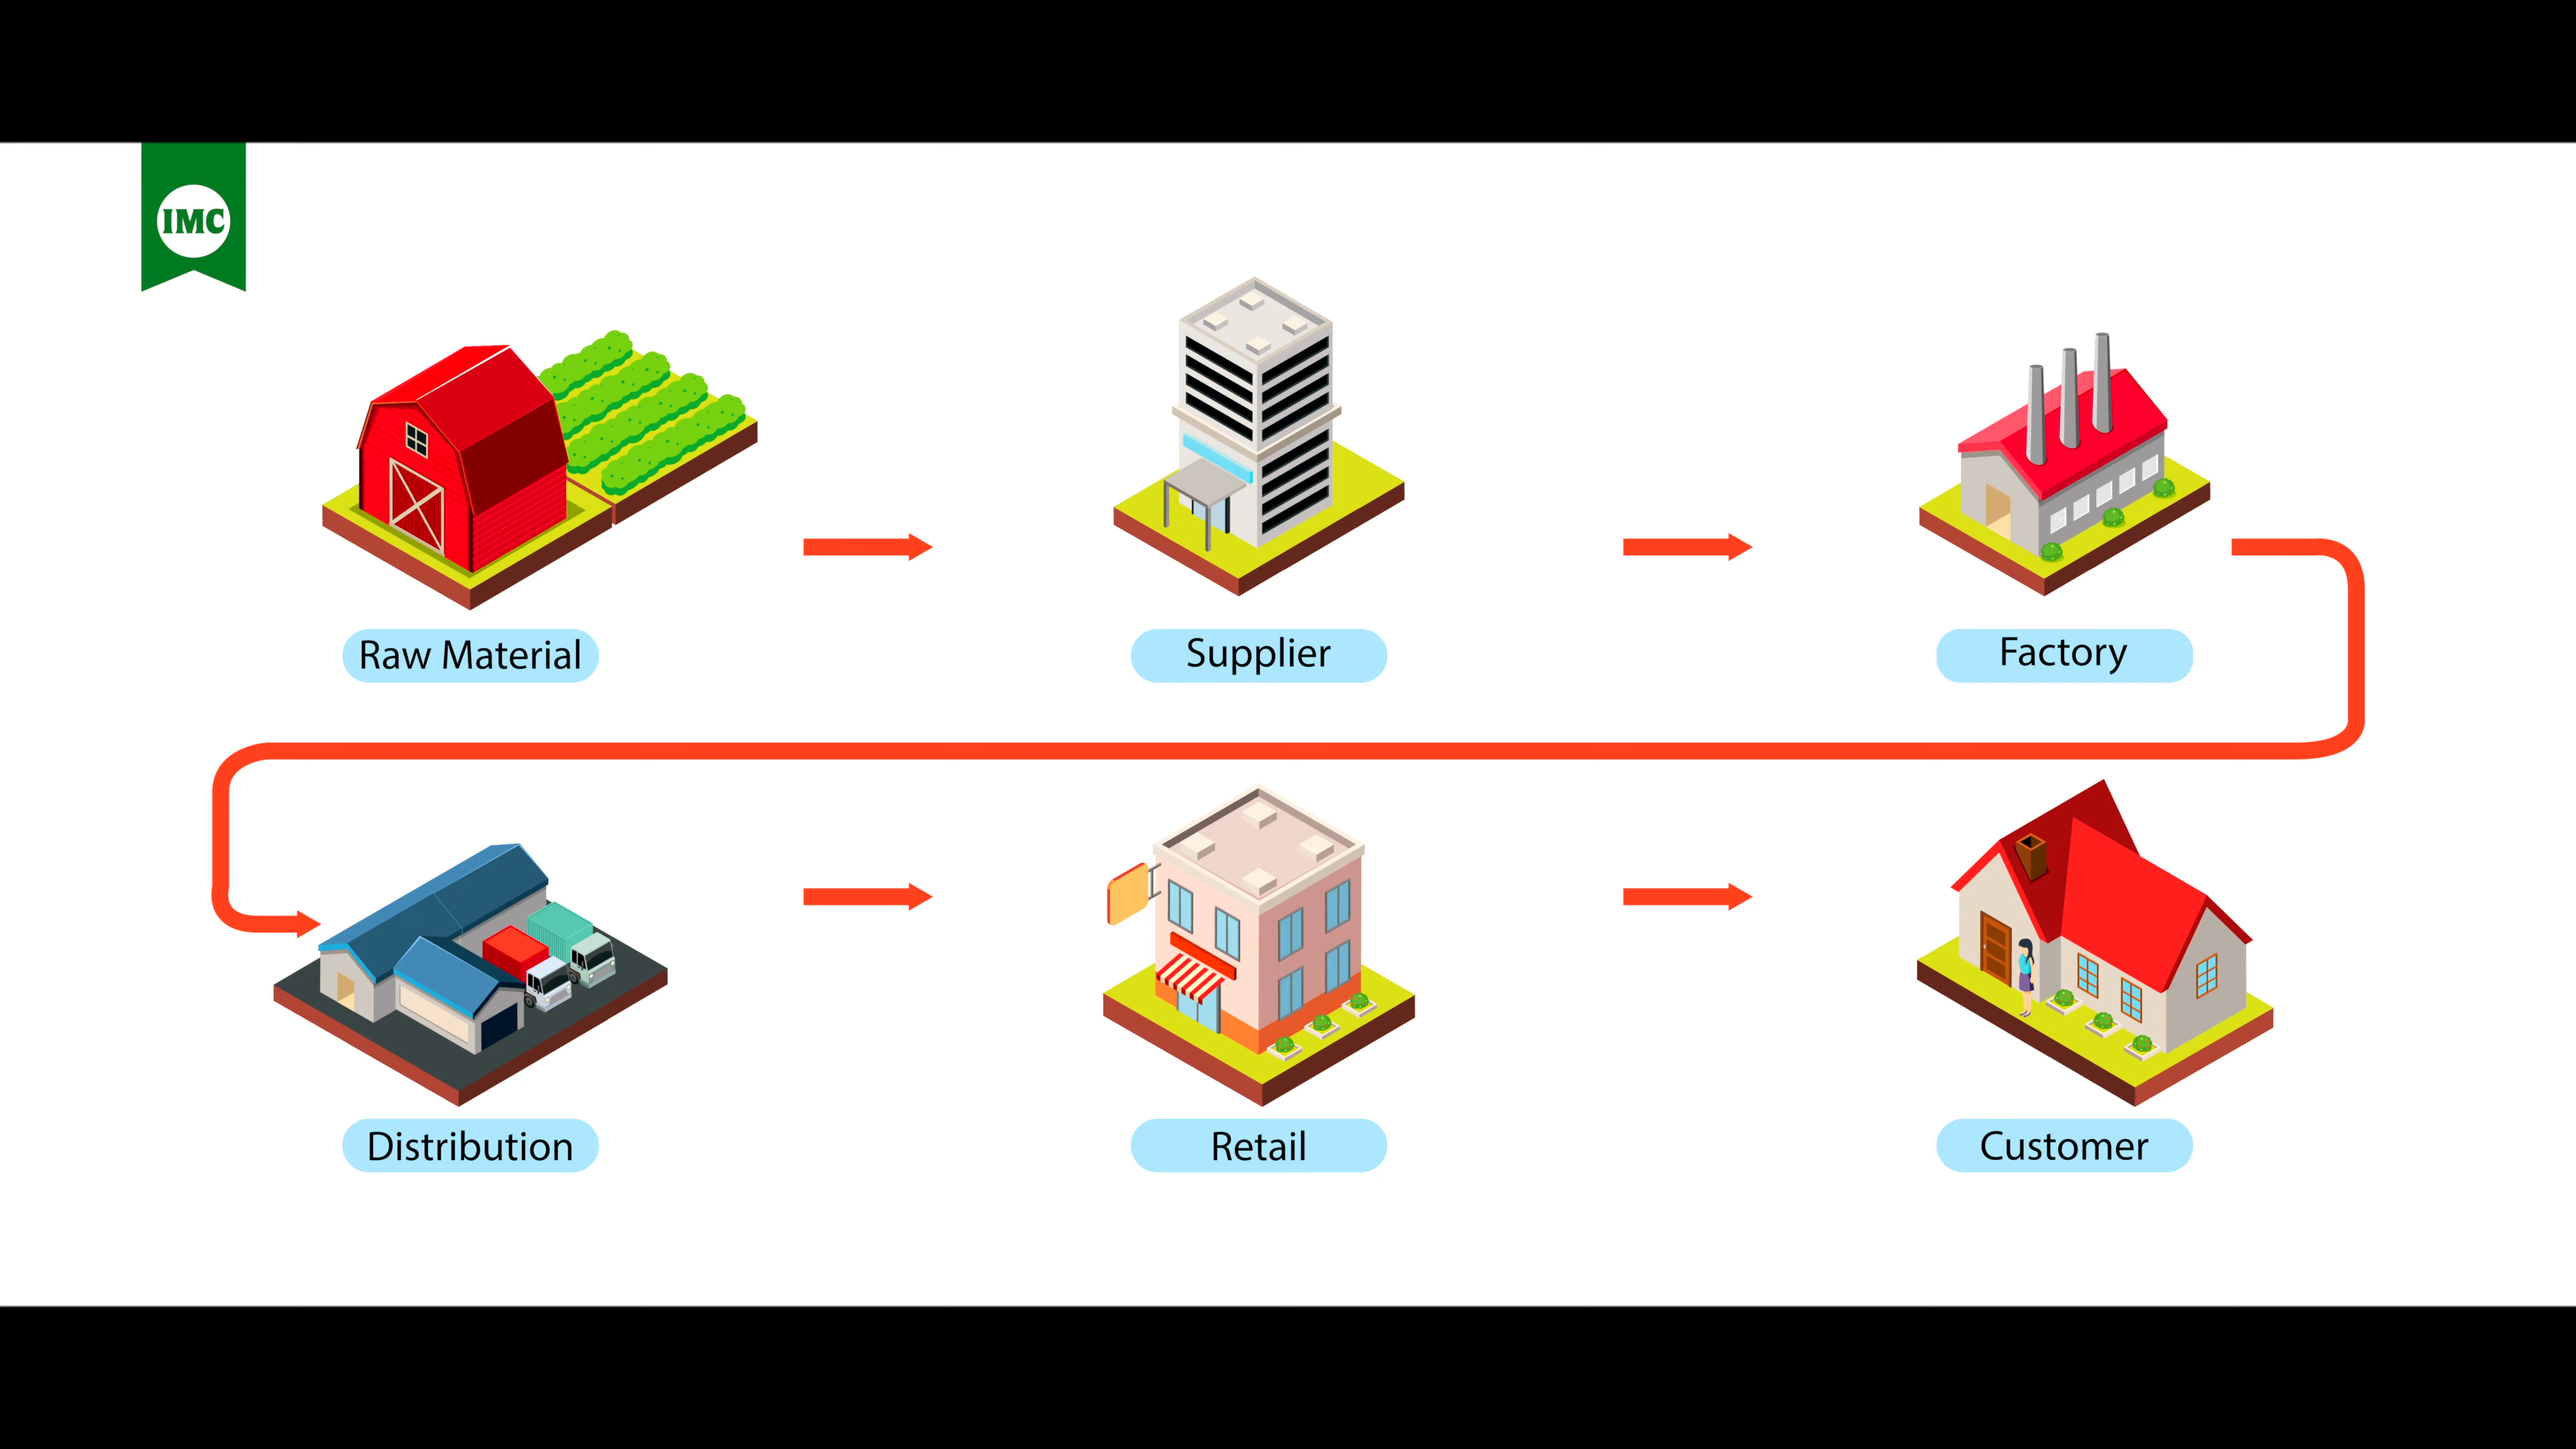 IMC
Raw Material
Supplier
Factory
Distribution
Retail
Customer